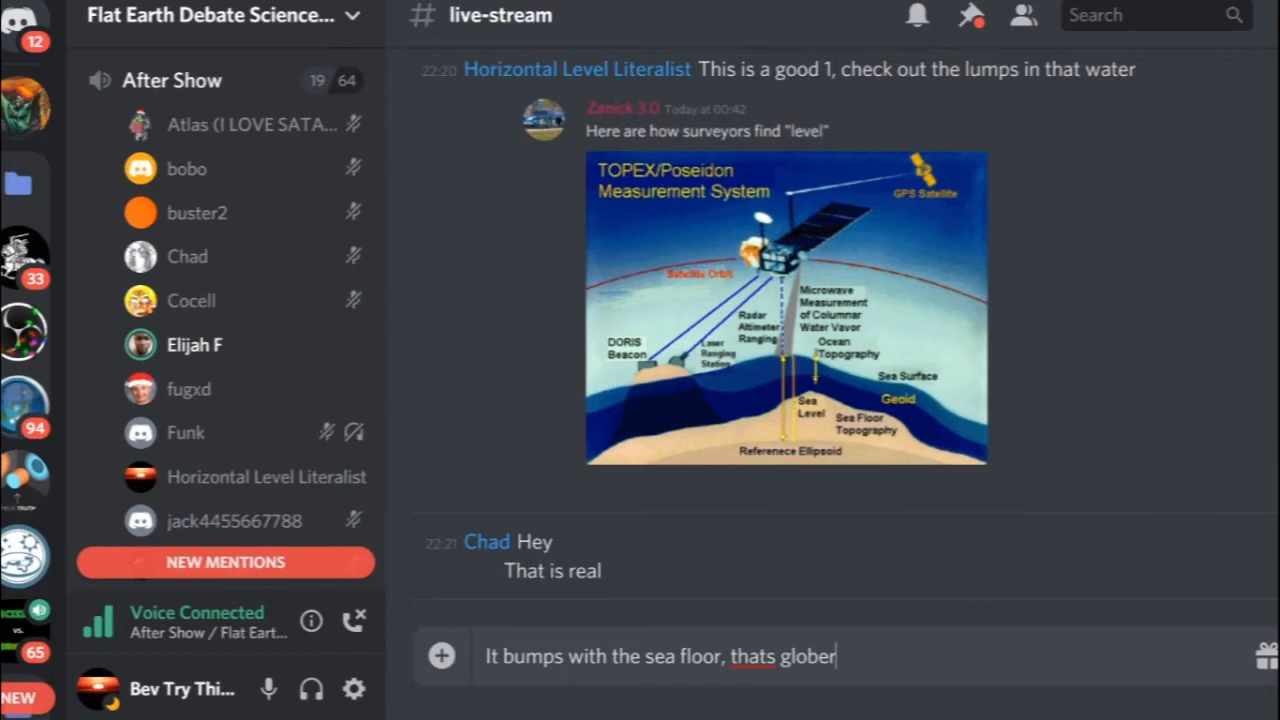 12
33
94
65
NEW
Flat Earth Debate Science...
After Show
19 64
Atlas (I LOVE SATA...
bobo
buster2
Chad
Cocell
Elijah F
fugxd
Funk
Horizontal Level Literalist
jack4455667788
NEW MENTIONS
Voice Connected
After Show / Flat Eart...
Bev Try Thi...
# live-stream
Search
22:20 Horizontal Level Literalist This is a good 1, check out the lumps in that water
Zanick 3.0 Today at 00:42
Here are how surveyors find "level"
TOPEX/Poseidon
Measurement System
GPS Satellite
Satellite Orbit
Microwave
Measurement
of Columnar
Water Vavor
Radar
Altimeter
Ranging
DORIS
Beacon
Laser
Ranging
Station
Ocean
Topography
Sea Surface
Geoid
Sea
Level
Sea Floor
Topography
Referenece Ellipsoid
22:21 Chad Hey
That is real
It bumps with the sea floor, thats glober